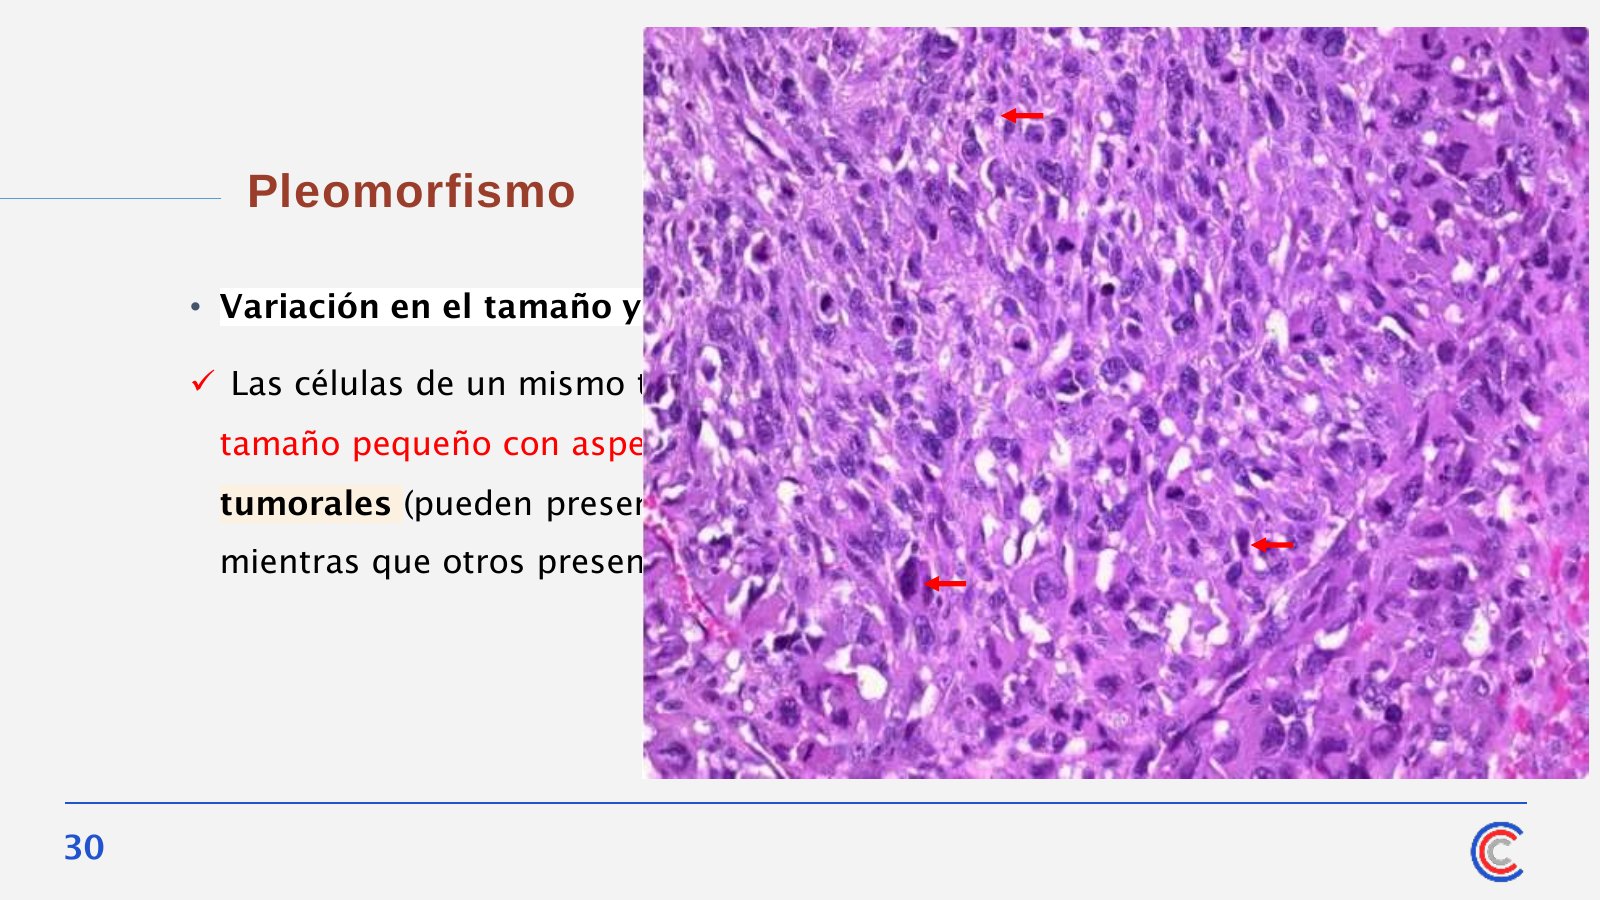 Pleomorfismo
• Variación en el tamaño y
✓ Las células de un mismo
tamaño pequeño con aspe
tumorales (pueden preser
mientras que otros presen
30